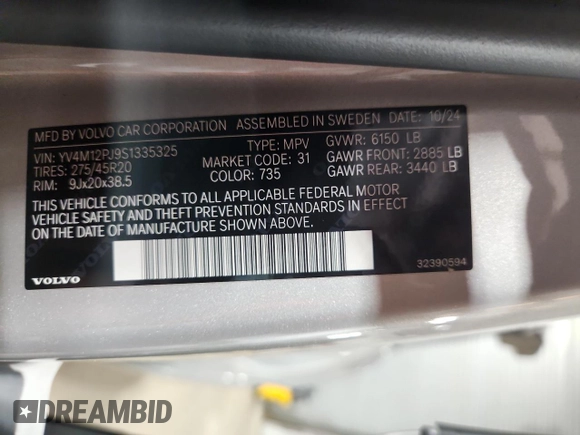 MFD BY VOLVO CAR CORPORATION ASSEMBLED IN SWEDEN DATE: 10/24
VIN: YV4M12PJ9S1335325 TYPE: MPV GVWR: 6150 LB
TIRES: 275/45R20 MARKET CODE: 31 GAWR FRONT: 2885 LB
RIM: 9Jx20x38.5 COLOR: 735 GAWR REAR: 3440 LB
THIS VEHICLE CONFORMS TO ALL APPLICABLE FEDERAL MOTOR
VEHICLE SAFETY AND THEFT PREVENTION STANDARDS IN EFFECT
ON THE DATE OF MANUFACTURE SHOWN ABOVE.
VOLVO
32390594
DREAMBID